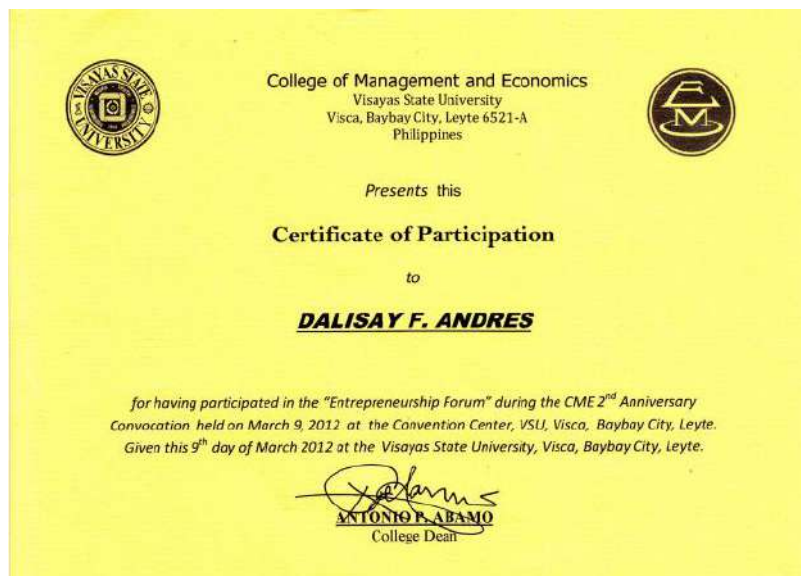 VISAYAS STATE UNIVERSITY
College of Management and Economics
Visayas State University
Visca, Baybay City, Leyte 6521-A
Philippines
Presents this
Certificate of Participation
to
DALISAY F. ANDRES
for having participated in the “Entrepreneurship Forum” during the CME 2nd Anniversary
Convocation held on March 9, 2012 at the Convention Center, VSU, Visca, Baybay City, Leyte.
Given this 9th day of March 2012 at the Visayas State University, Visca, Baybay City, Leyte.
ANTONIO P. ABAMO
College Dean